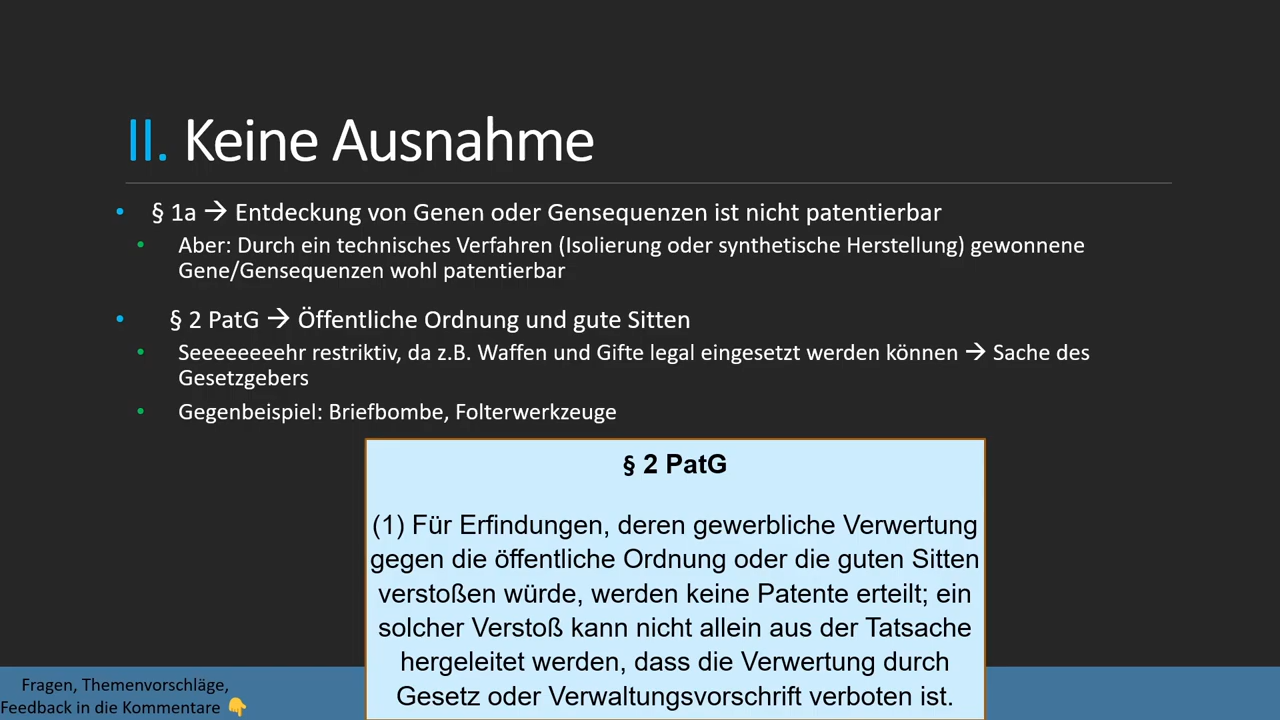 II. Keine Ausnahme
• § 1a → Entdeckung von Genen oder Gensequenzen ist nicht patentierbar
• Aber: Durch ein technisches Verfahren (Isolierung oder synthetische Herstellung) gewonnene
Gene/Gensequenzen wohl patentierbar
• § 2 PatG → Öffentliche Ordnung und gute Sitten
• Seeeeeeeehr restriktiv, da z.B. Waffen und Gifte legal eingesetzt werden können → Sache des
Gesetzgebers
• Gegenbeispiel: Briefbombe, Folterwerkzeuge
§ 2 PatG
(1) Für Erfindungen, deren gewerbliche Verwertung
gegen die öffentliche Ordnung oder die guten Sitten
verstoßen würde, werden keine Patente erteilt; ein
solcher Verstoß kann nicht allein aus der Tatsache
hergeleitet werden, dass die Verwertung durch
Gesetz oder Verwaltungsvorschrift verboten ist.
Fragen, Themenvorschläge,
Feedback in die Kommentare 👇